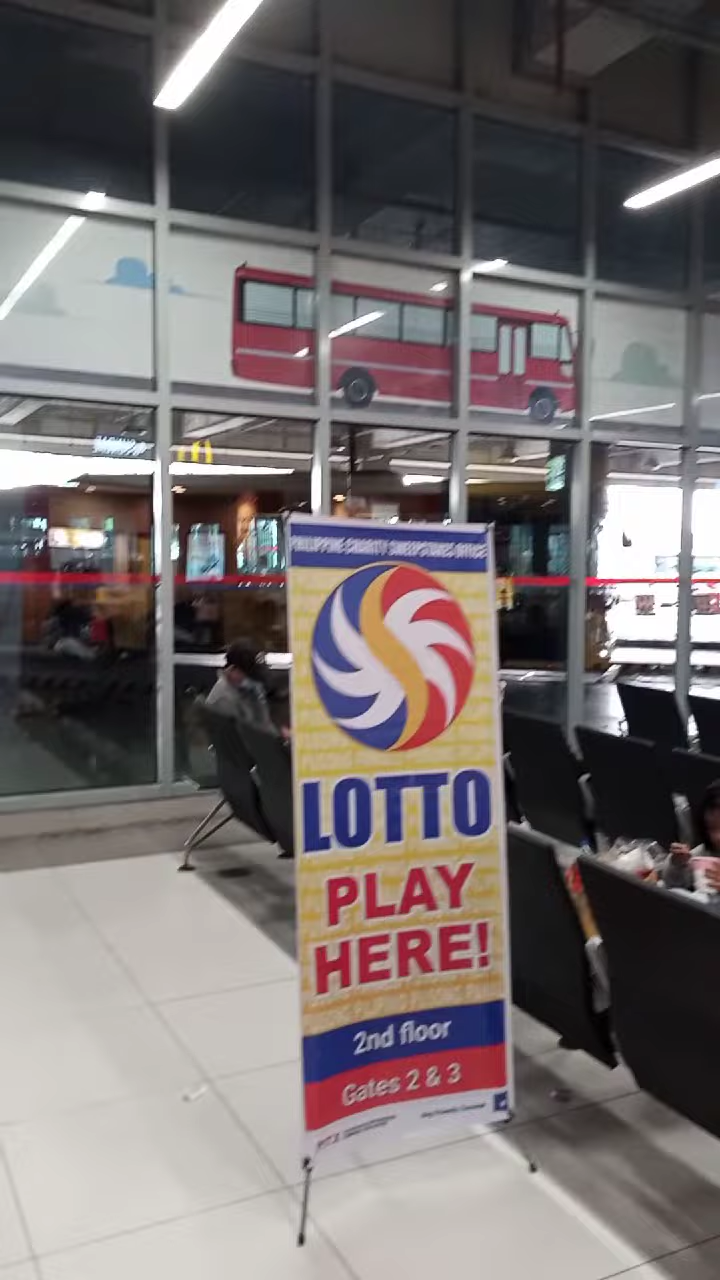 PHILIPPINE CHARITY SWEEPSTAKES OFFICE
LOTTO
PLAY
HERE!
2nd floor
Gates 2 & 3